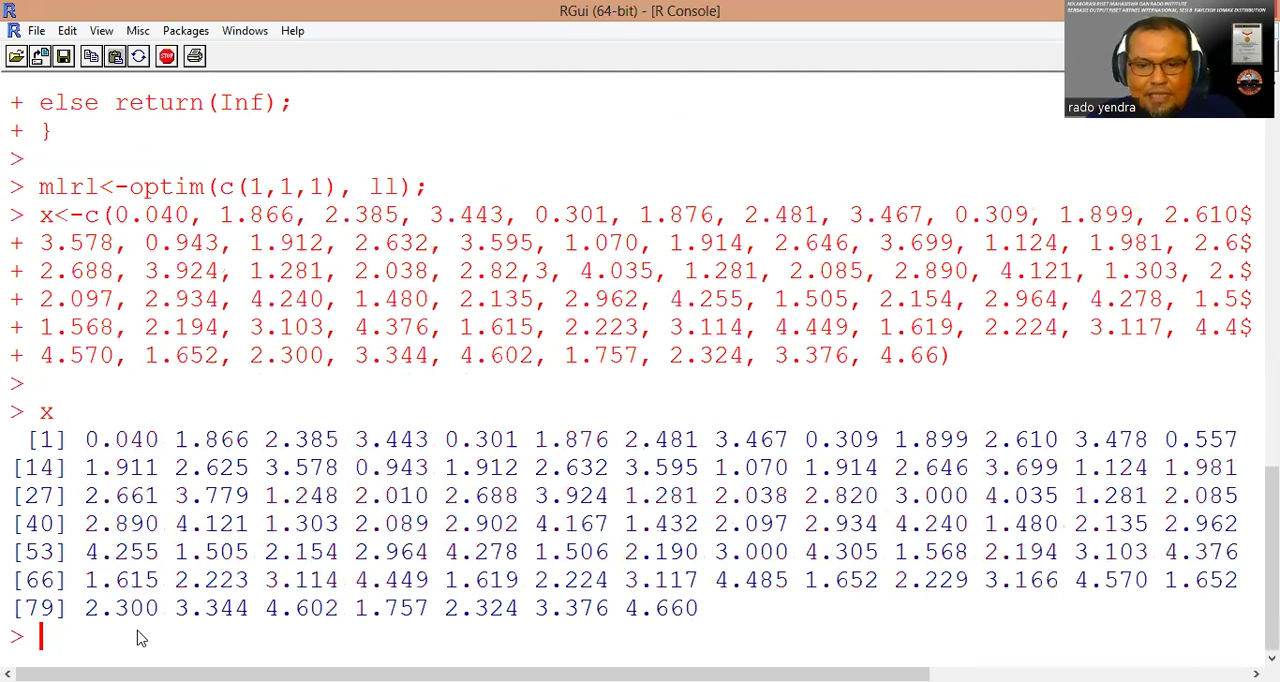 RGui (64-bit) - [R Console]
File Edit View Misc Packages Windows Help
STOP
KOLABORASI RISET MAHASISWA DAN RADO INSTITUTE
BERBASIS OUTPUT RISET ARTIKEL INTERNASIONAL, SERI 8 RAYLEIGH LOMAX DISTRIBUTION
rado yendra
+ else return(Inf);
+ }
>
> mlrl<-optim(c(1,1,1), ll);
> x<-c(0.040, 1.866, 2.385, 3.443, 0.301, 1.876, 2.481, 3.467, 0.309, 1.899, 2.610$
+ 3.578, 0.943, 1.912, 2.632, 3.595, 1.070, 1.914, 2.646, 3.699, 1.124, 1.981, 2.6$
+ 2.688, 3.924, 1.281, 2.038, 2.82,3, 4.035, 1.281, 2.085, 2.890, 4.121, 1.303, 2.$
+ 2.097, 2.934, 4.240, 1.480, 2.135, 2.962, 4.255, 1.505, 2.154, 2.964, 4.278, 1.5$
+ 1.568, 2.194, 3.103, 4.376, 1.615, 2.223, 3.114, 4.449, 1.619, 2.224, 3.117, 4.4$
+ 4.570, 1.652, 2.300, 3.344, 4.602, 1.757, 2.324, 3.376, 4.66)
>
> x
[1] 0.040 1.866 2.385 3.443 0.301 1.876 2.481 3.467 0.309 1.899 2.610 3.478 0.557
[14] 1.911 2.625 3.578 0.943 1.912 2.632 3.595 1.070 1.914 2.646 3.699 1.124 1.981
[27] 2.661 3.779 1.248 2.010 2.688 3.924 1.281 2.038 2.820 3.000 4.035 1.281 2.085
[40] 2.890 4.121 1.303 2.089 2.902 4.167 1.432 2.097 2.934 4.240 1.480 2.135 2.962
[53] 4.255 1.505 2.154 2.964 4.278 1.506 2.190 3.000 4.305 1.568 2.194 3.103 4.376
[66] 1.615 2.223 3.114 4.449 1.619 2.224 3.117 4.485 1.652 2.229 3.166 4.570 1.652
[79] 2.300 3.344 4.602 1.757 2.324 3.376 4.660
>